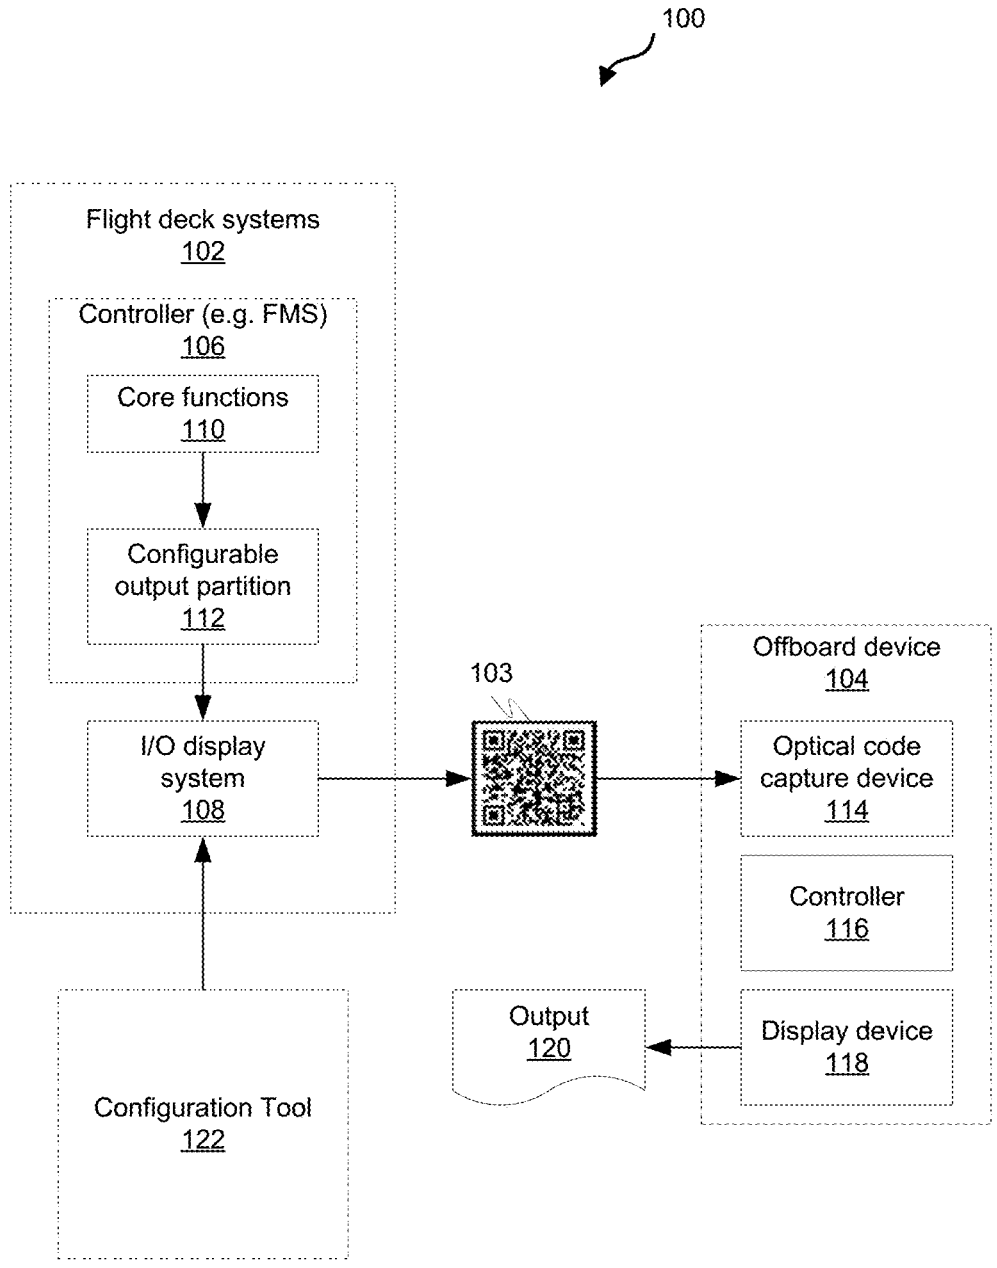 100
Flight deck systems
102
Controller (e.g. FMS)
106
Core functions
110
Configurable
output partition
112
I/O display
system
108
Configuration Tool
122
103
Offboard device
104
Optical code
capture device
114
Controller
116
Display device
118
Output
120